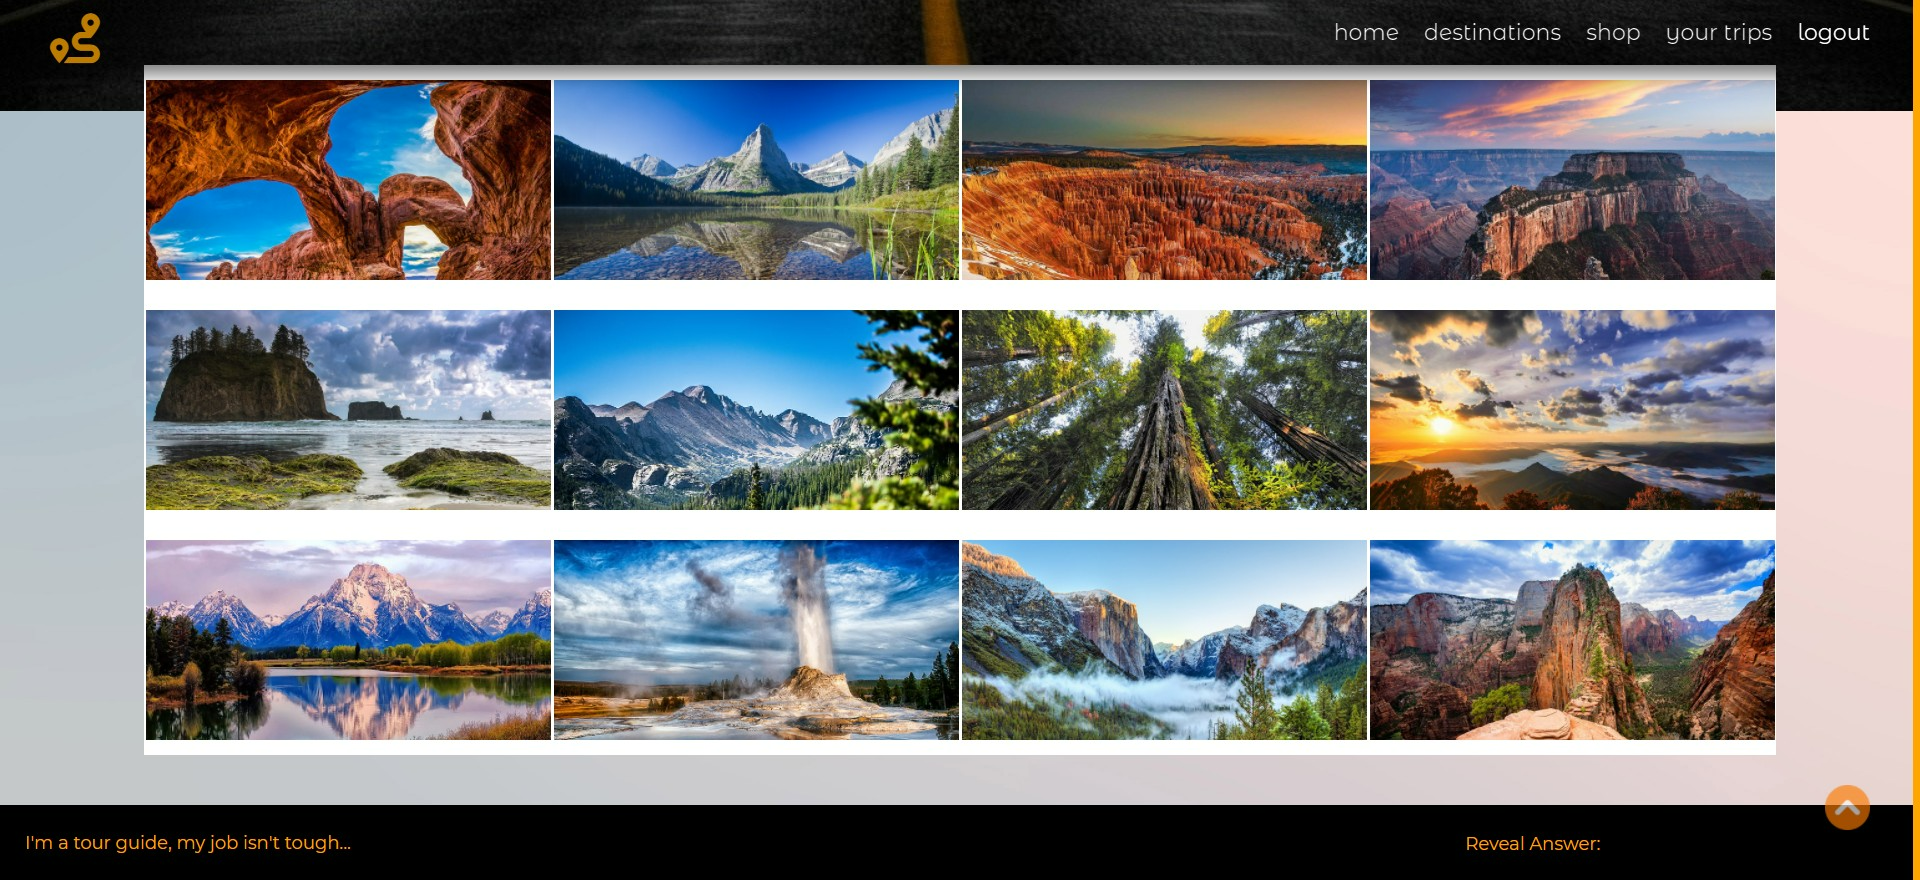 home destinations shop your trips logout
I'm a tour guide, my job isn't tough...
Reveal Answer: